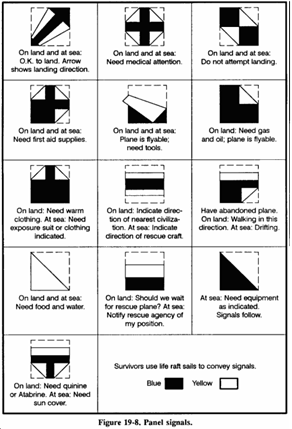 On land and at sea:
O.K. to land. Arrow
shows landing direction.
On land and at sea:
Need medical attention.
On land and at sea:
Do not attempt landing.
On land and at sea:
Need first aid supplies.
On land and at sea:
Plane is flyable;
need tools.
On land: Need gas
and oil; plane is flyable.
On land: Need warm
clothing. At sea: Need
exposure suit or clothing
indicated.
On land: Indicate direc-
tion of nearest civiliza-
tion. At sea: Indicate
direction of rescue craft.
Have abandoned plane.
On land: Walking in this
direction. At sea: Drifting.
On land and at sea:
Need food and water.
On land: Should we wait
for rescue plane? At sea:
Notify rescue agency of
my position.
At sea: Need equipment
as indicated.
Signals follow.
On land: Need quinine
or Atabrine. At sea: Need
sun cover.
Survivors use life raft sails to convey signals.
Blue Yellow
Figure 19-8. Panel signals.